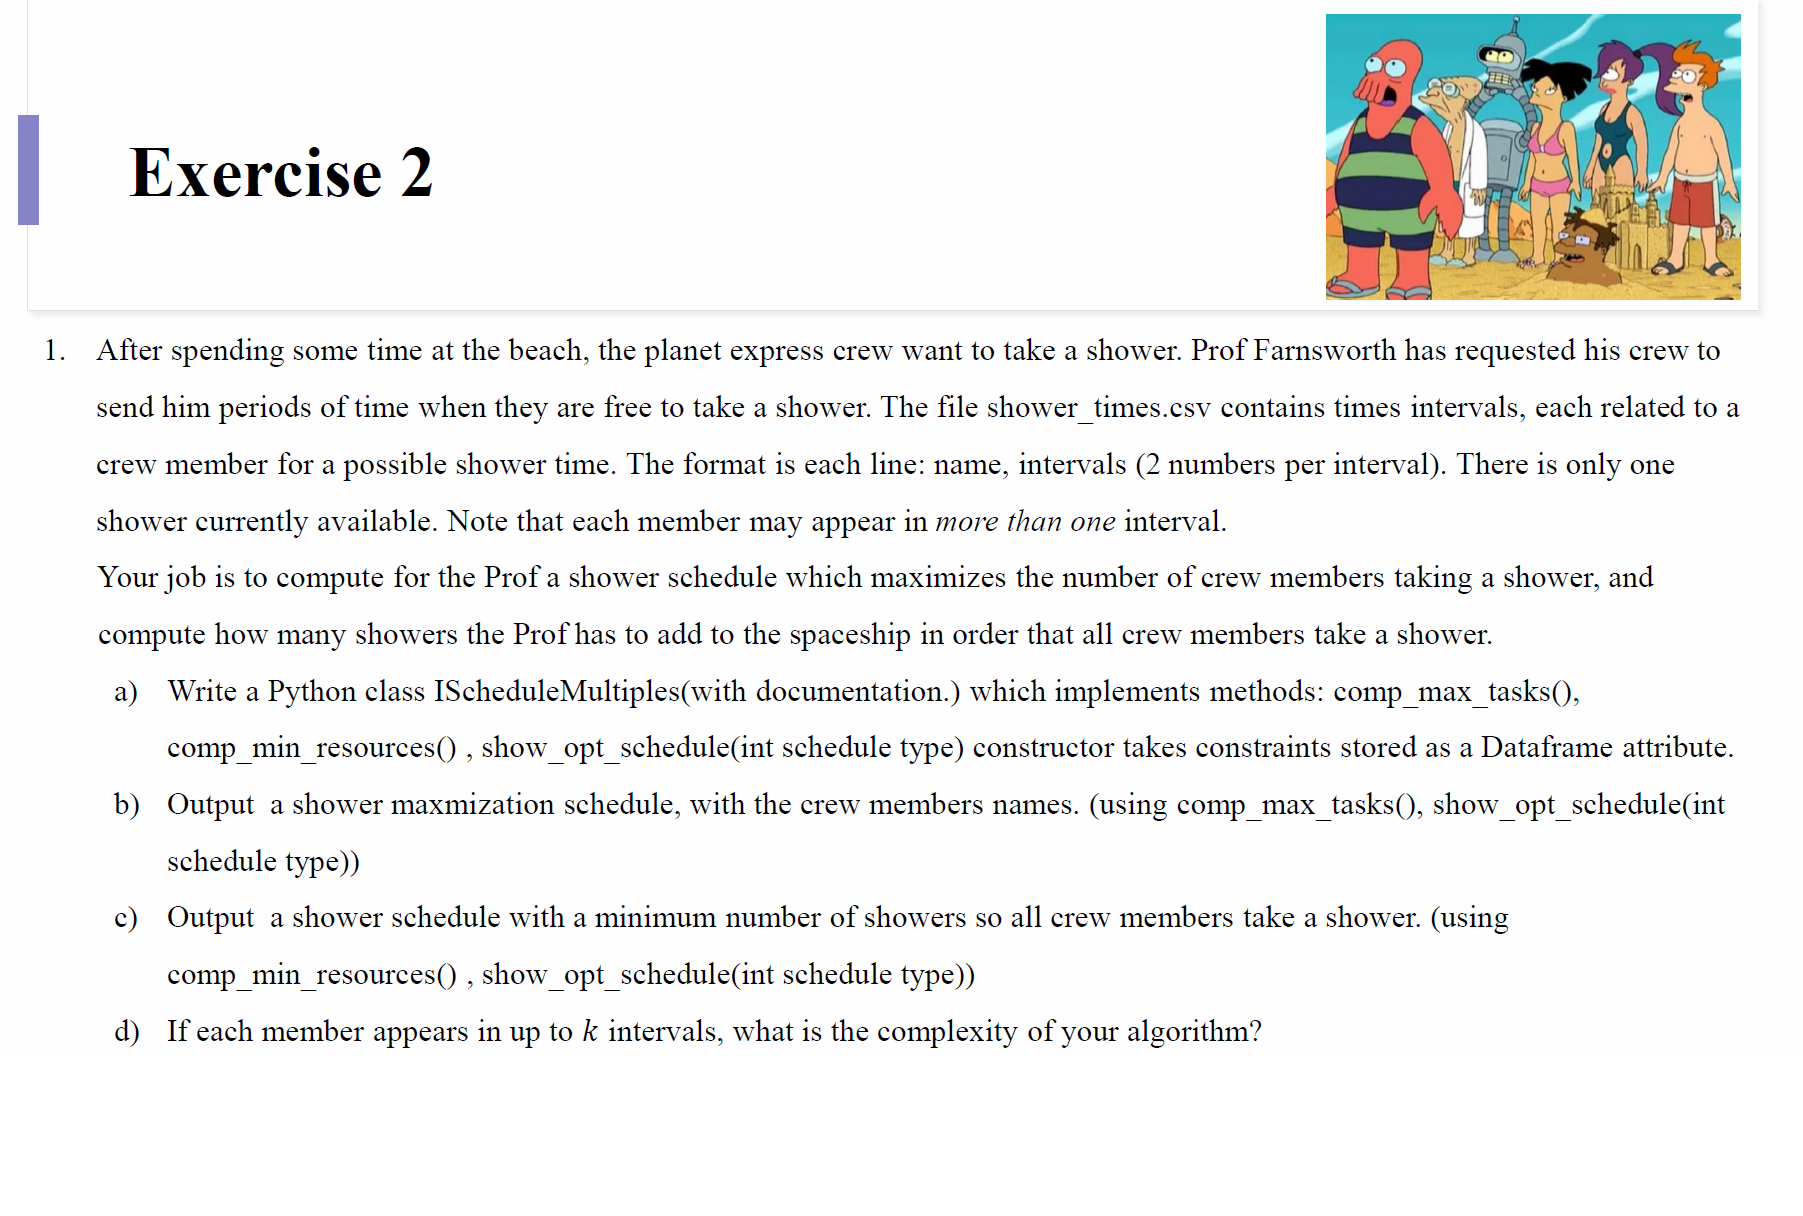 Exercise 2
1. After spending some time at the beach, the planet express crew want to take a shower. Prof Farnsworth has requested his crew to
send him periods of time when they are free to take a shower. The file shower_times.csv contains times intervals, each related to a
crew member for a possible shower time. The format is each line: name, intervals (2 numbers per interval). There is only one
shower currently available. Note that each member may appear in more than one interval.
Your job is to compute for the Prof a shower schedule which maximizes the number of crew members taking a shower, and
compute how many showers the Prof has to add to the spaceship in order that all crew members take a shower.
a) Write a Python class IScheduleMultiples(with documentation.) which implements methods: comp_max_tasks(),
comp_min_resources() , show_opt_schedule(int schedule type) constructor takes constraints stored as a Dataframe attribute.
b) Output  a shower maxmization schedule, with the crew members names. (using comp_max_tasks(), show_opt_schedule(int
schedule type))
c) Output  a shower schedule with a minimum number of showers so all crew members take a shower. (using
comp_min_resources() , show_opt_schedule(int schedule type))
d) If each member appears in up to k intervals, what is the complexity of your algorithm?